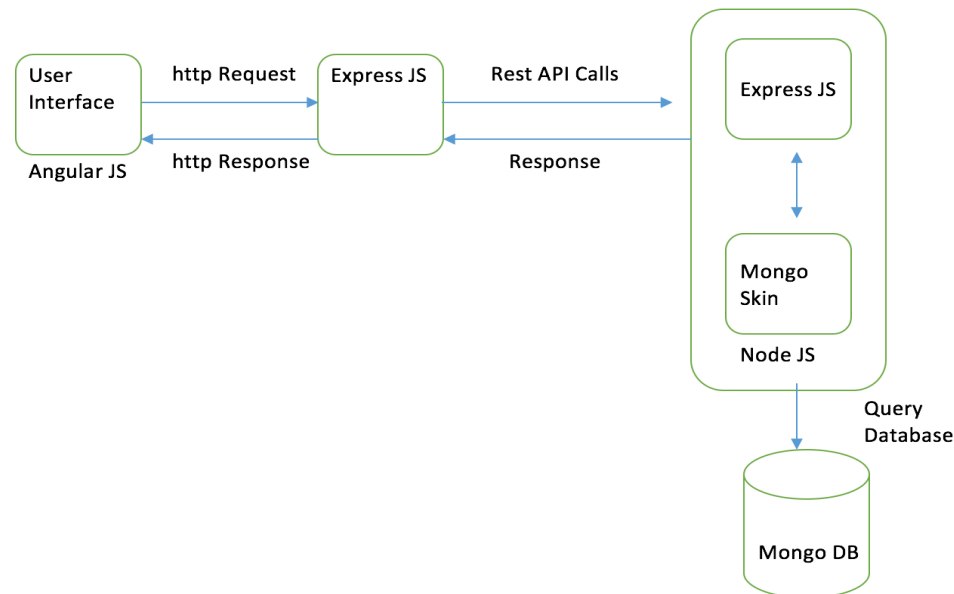 User
Interface
Angular JS
http Request
http Response
Express JS
Rest API Calls
Response
Express JS
Mongo
Skin
Node JS
Query
Database
Mongo DB